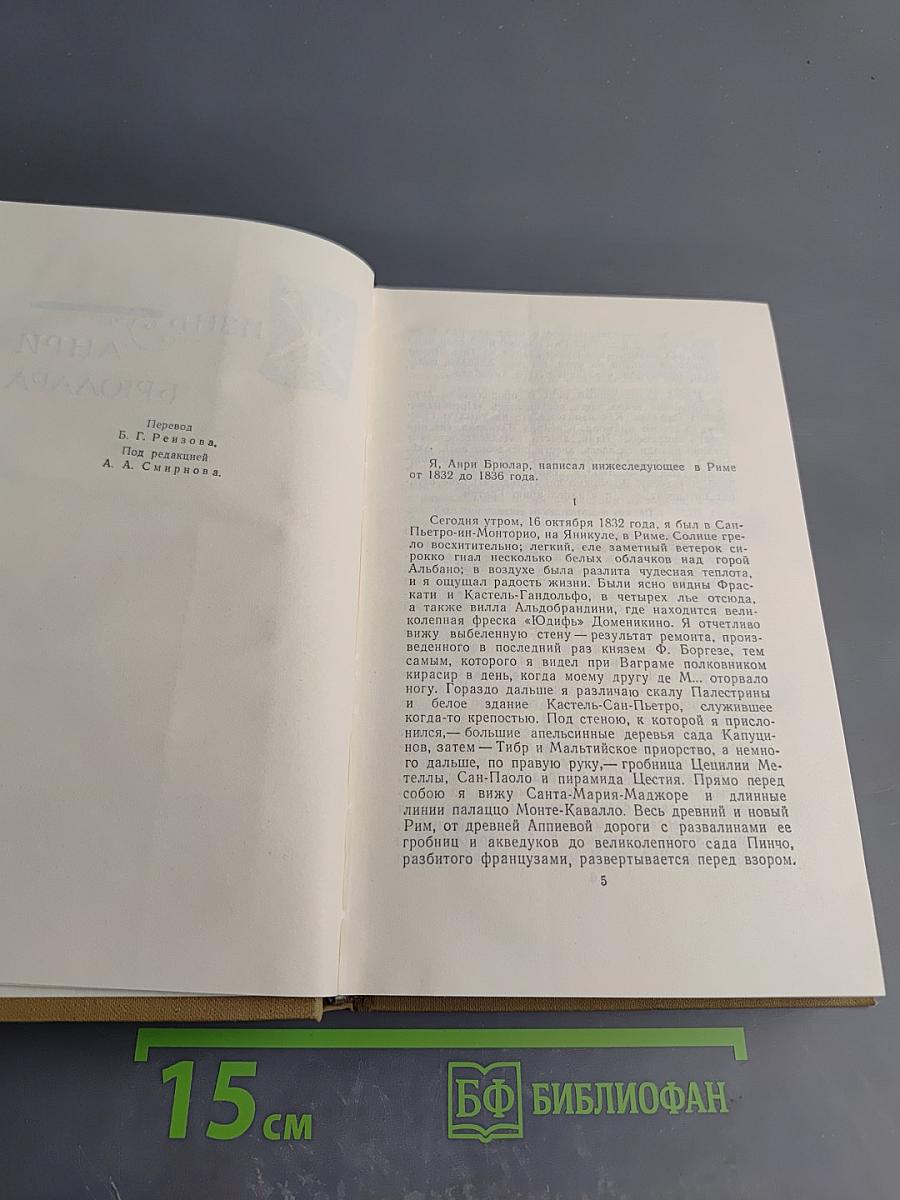 Перевод
Б. Г. Реизова.
Под редакцией
А. А. Смирнова.
Я, Анри Брюлар, написал нижеследующее в Риме
от 1832 до 1836 года.
I
Сегодня утром, 16 октября 1832 года, я был в Сан-
Пьетро-ин-Монторио, на Яникуле, в Риме. Солнце гре-
ло восхитительно; легкий, еле заметный ветерок си-
рокко гнал несколько белых облачков над горой
Альбано; в воздухе была разлита чудесная теплота,
и я ощущал радость жизни. Были ясно видны Фрас-
кати и Кастель-Гандольфо, в четырех лье отсюда,
а также вилла Альдобрандини, где находится вели-
колепная фреска «Юдифь» Доменикино. Я отчетливо
вижу выбеленную стену — результат ремонта, произ-
веденного в последний раз князем Ф. Боргезе, тем
самым, которого я видел при Ваграме полковником
кирасир в день, когда моему другу де М... оторвало
ногу. Гораздо дальше я различаю скалу Палестрины
и белое здание Кастель-Сан-Пьетро, служившее
когда-то крепостью. Под стеною, к которой я присло-
нился,— большие апельсинные деревья сада Капуци-
нов, затем — Тибр и Мальтийское приорство, а немно-
го дальше, по правую руку,— гробница Цецилии Ме-
теллы, Сан-Паоло и пирамида Цестия. Прямо перед
собою я вижу Санта-Мария-Маджоре и длинные
линии палаццо Монте-Кавалло. Весь древний и новый
Рим, от древней Аппиевой дороги с развалинами ее
гробниц и акведуков до великолепного сада Пинчо,
разбитого французами, развертывается перед взором.
5
15 см
БФ БИБЛИОФАН